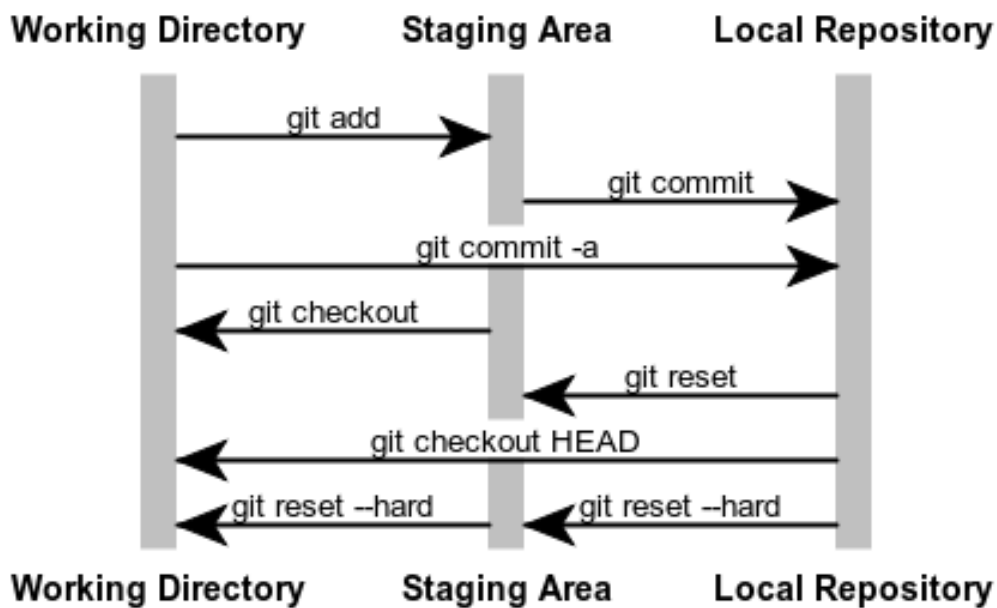 Working Directory Staging Area Local Repository
git add
git commit
git commit -a
git checkout
git reset
git checkout HEAD
git reset --hard git reset --hard
Working Directory Staging Area Local Repository